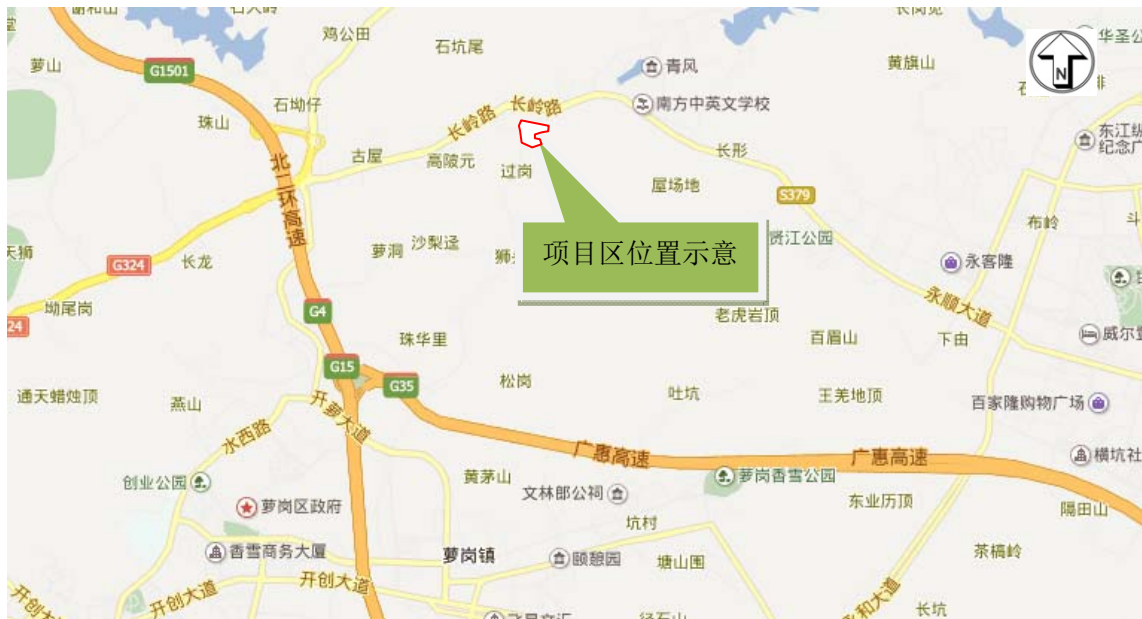 鸡公田
石坑尾
萝山
G1501
青风
黄旗山
N
石坳仔
长岭路
长岭路
南方中英文学校
珠山
古屋
高陂元
过岗
长形
屋场地
S379
北二环高速
布岭
天狮
G324
长龙
萝洞
沙梨迳
项目区位置示意
贤江公园
永客隆
坳尾岗
24
G4
永顺大道
老虎岩顶
百眉山
下由
珠华里
G15
G35
松岗
吐坑
王羌地顶
百家隆购物广场
通天蜡烛顶
燕山
开萝大道
水西路
广惠高速
广惠高速
横坑社
创业公园
黄茅山
文林郎公祠
萝岗香雪公园
东业历顶
隔田山
萝岗区政府
坑村
香雪商务大厦
萝岗镇
颐憩园
塘山围
茶槅岭
开创大道
开创大道
长坑